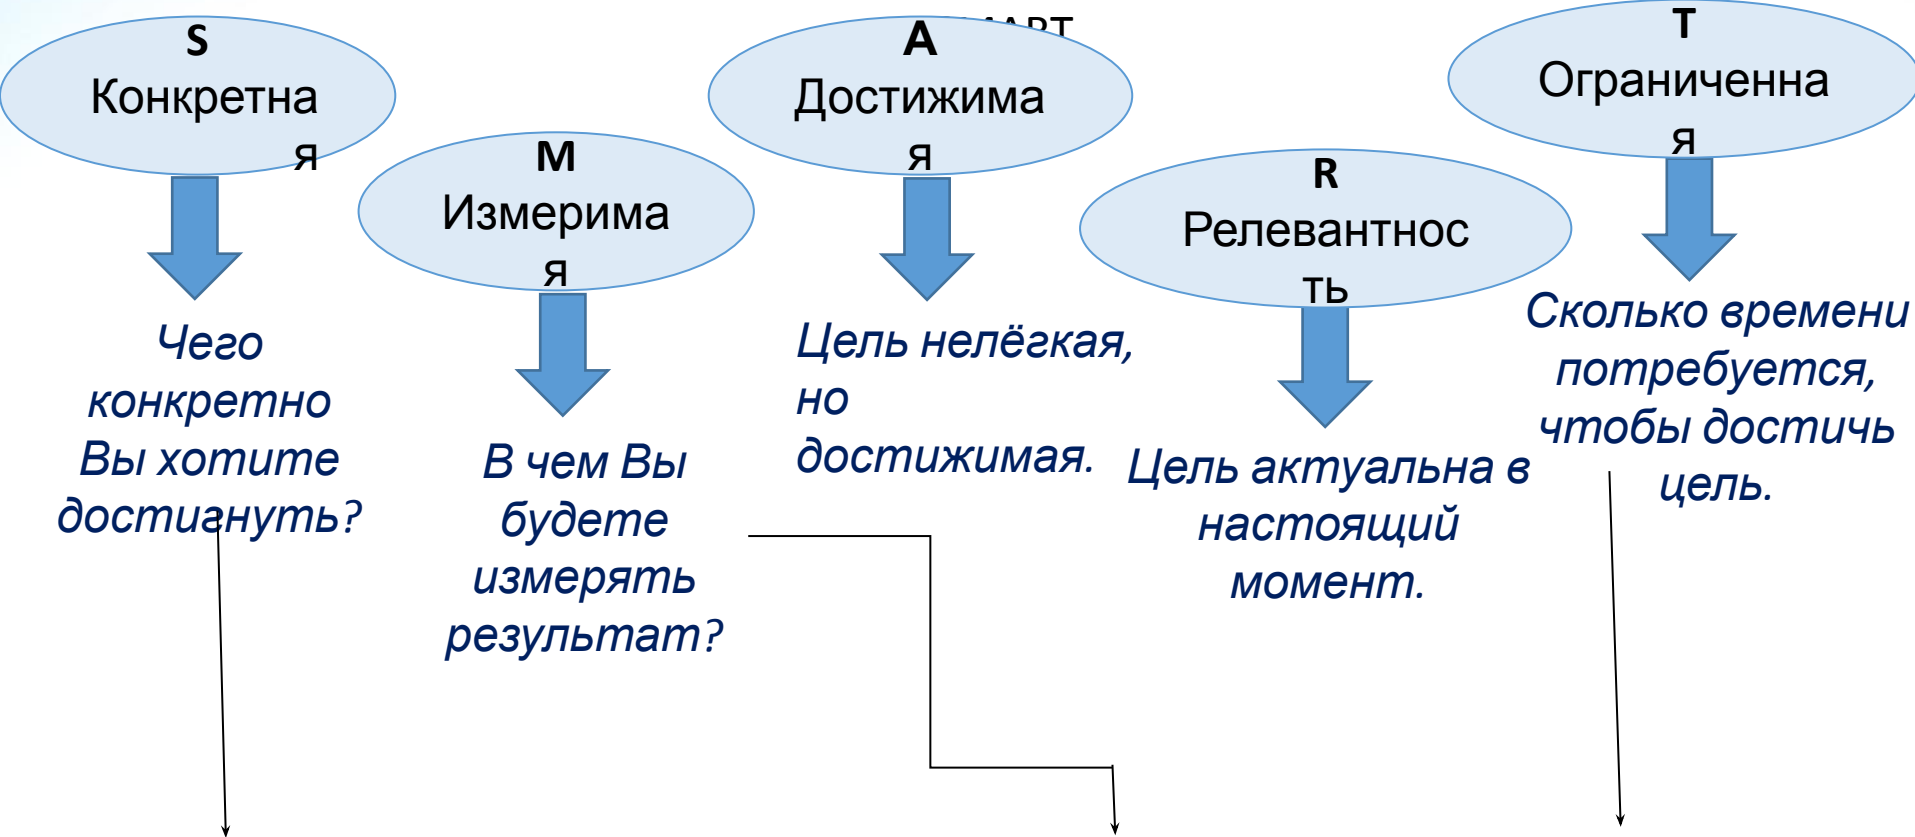 S
Конкретна
я
Чего
конкретно
Вы хотите
достигнуть?
М
Измерима
я
В чем Вы
будете
измерять
результат?
А
Достижима
я
Цель нелёгкая,
но
достижимая.
R
Релевантнос
ть
Цель актуальна в
настоящий
момент.
Т
Ограниченна
я
Сколько времени
потребуется,
чтобы достичь
цель.